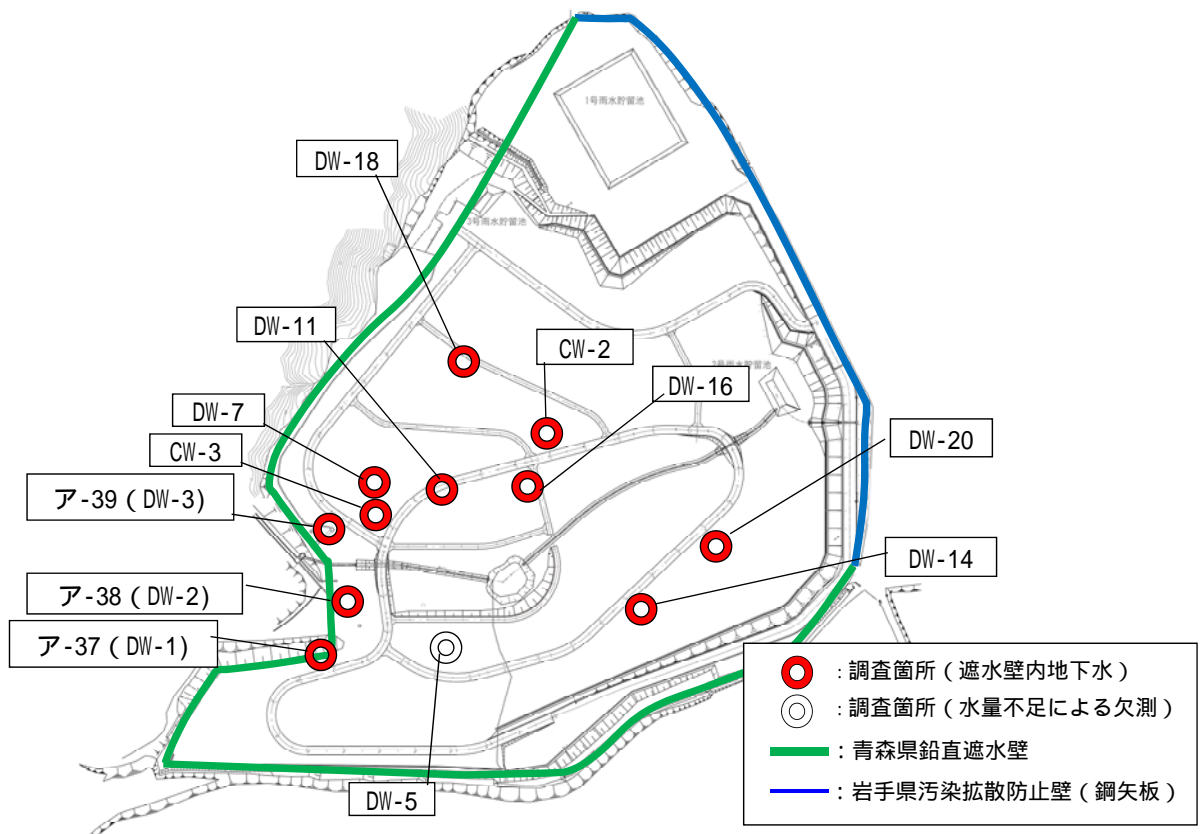 1号雨水貯留池
DW-18
3号雨水貯留池
DW-11
CW-2
2号雨水貯留池
DW-16
DW-7
DW-20
CW-3
ア-39（DW-3）
DW-14
ア-38（DW-2）
ア-37（DW-1）
DW-5
：調査箇所（遮水壁内地下水）
：調査箇所（水量不足による欠測）
：青森県鉛直遮水壁
：岩手県汚染拡散防止壁（鋼矢板）